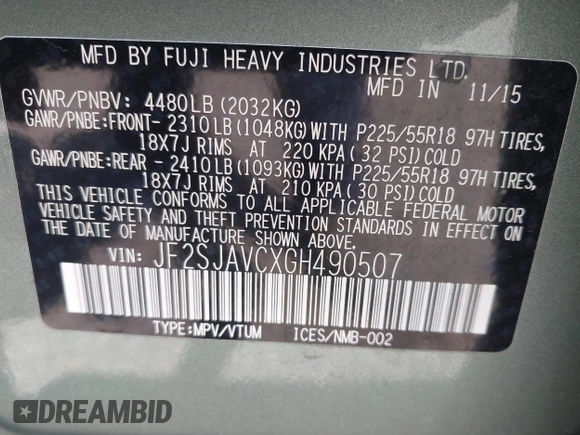 MFD BY FUJI HEAVY INDUSTRIES LTD.
MFD IN 11/15
GVWR/PNBV: 4480LB (2032KG)
GAWR/PNBE:FRONT- 2310LB (1048KG) WITH P225/55R18 97H TIRES,
18X7J RIMS AT 220 KPA (32 PSI) COLD
GAWR/PNBE:REAR - 2410LB (1093KG) WITH P225/55R18 97H TIRES,
18X7J RIMS AT 210 KPA (30 PSI) COLD
THIS VEHICLE CONFORMS TO ALL APPLICABLE FEDERAL MOTOR
VEHICLE SAFETY AND THEFT PREVENTION STANDARDS IN EFFECT ON
THE DATE OF MANUFACTURE SHOWN ABOVE.
VIN: JF2SJAVCXGH490507
TYPE:MPV/VTUM ICES/NMB-002
DREAMBID